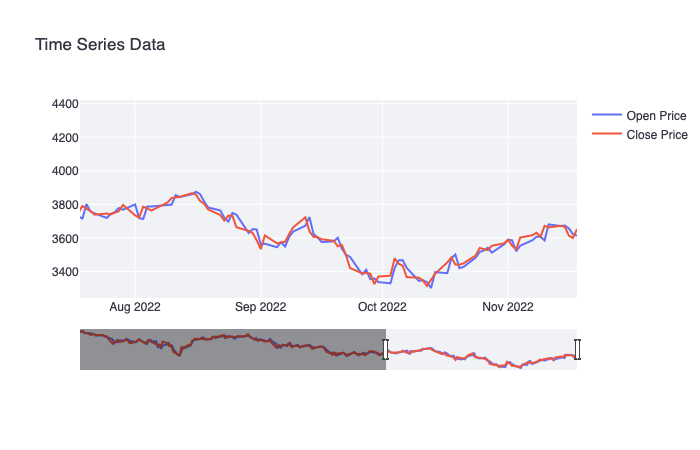 Time Series Data
4400
4200
4000
3800
3600
3400
Aug 2022
Sep 2022
Oct 2022
Nov 2022
Open Price
Close Price